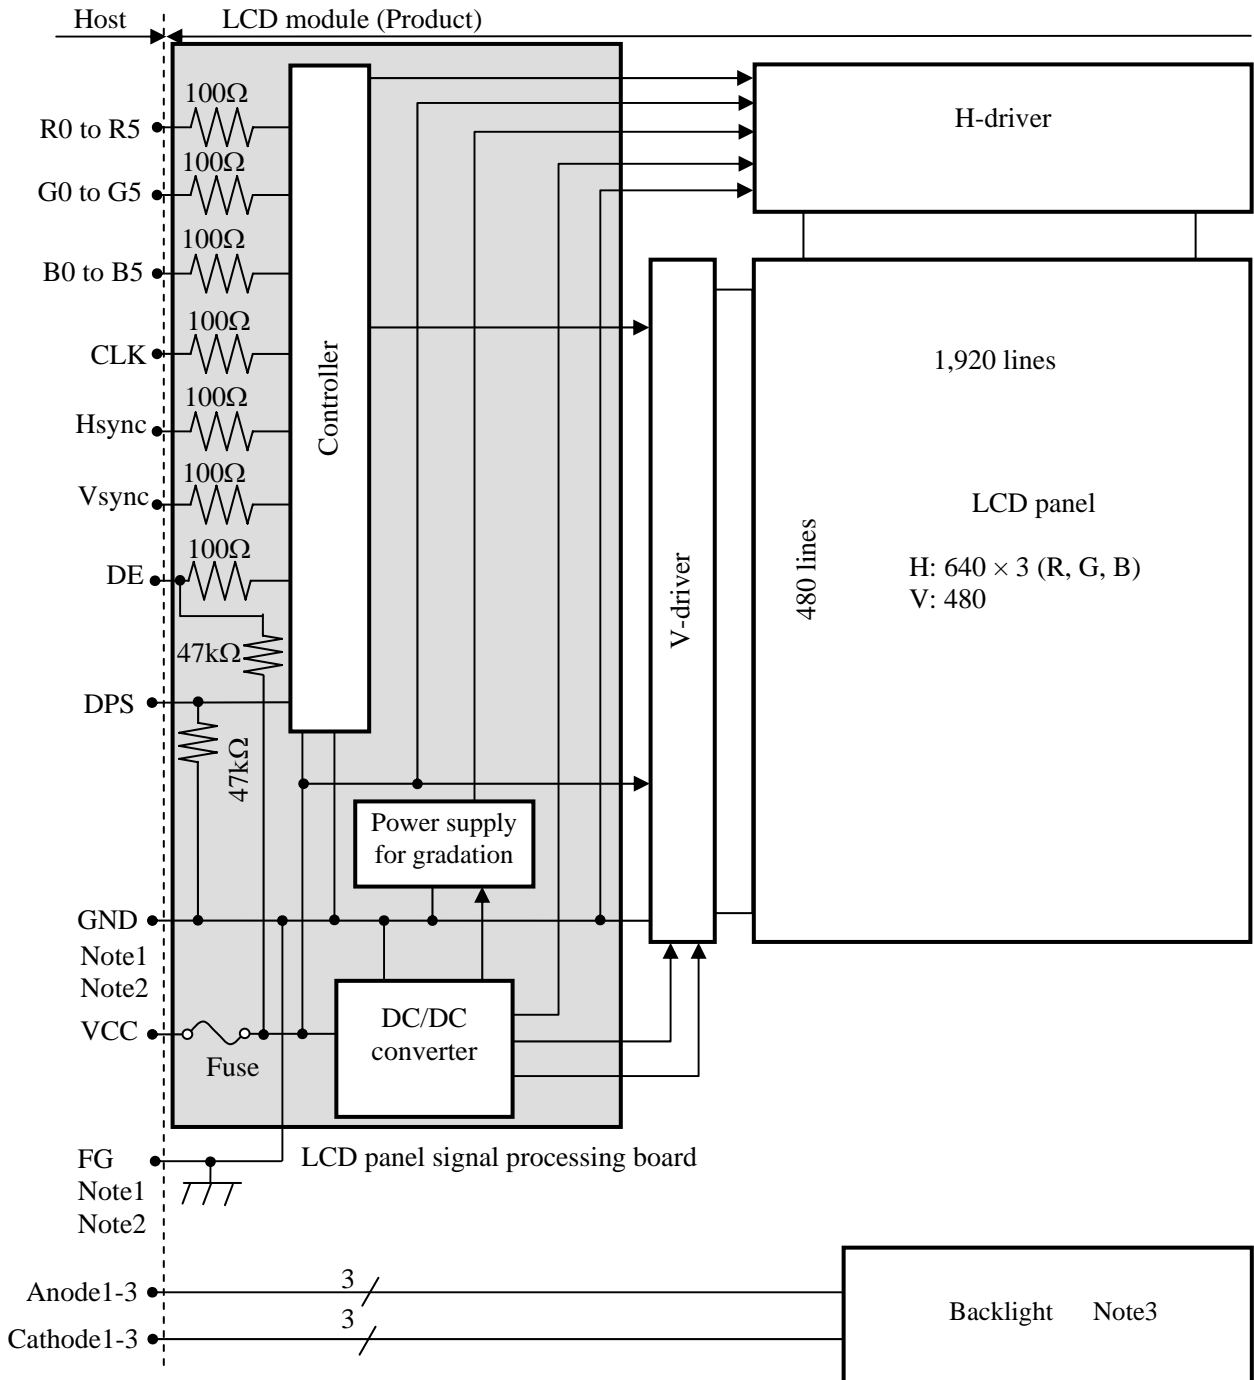 Host
LCD module (Product)
100Ω
R0 to R5
H-driver
100Ω
G0 to G5
100Ω
B0 to B5
100Ω
CLK
1,920 lines
Controller
100Ω
Hsync
100Ω
Vsync
LCD panel
480 lines
100Ω
DE
H: 640 × 3 (R, G, B)
V: 480
V-driver
47kΩ
DPS
47kΩ
Power supply
for gradation
GND
Note1
Note2
VCC
Fuse
DC/DC
converter
FG
LCD panel signal processing board
Note1
Note2
Anode1-3
3
Cathode1-3
3
Backlight Note3